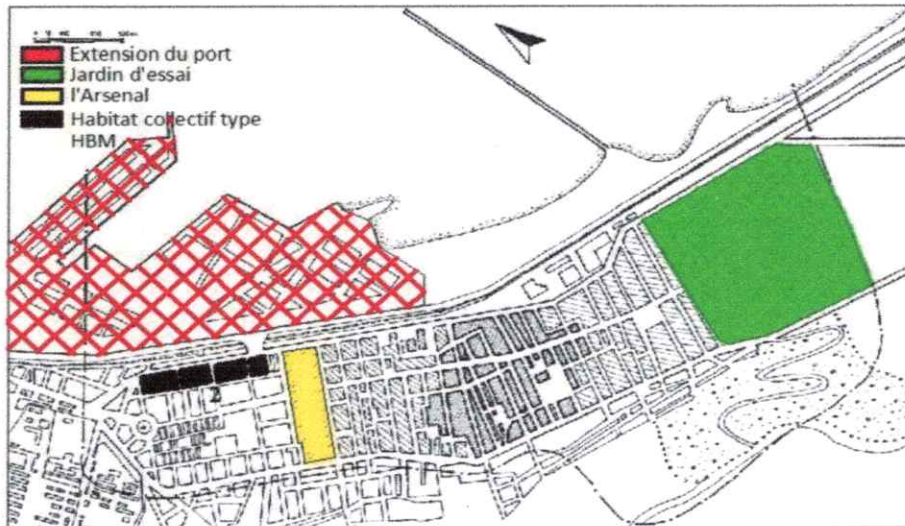 Extension du port
Jardin d'essai
l'Arsenal
Habitat collectif type
HBM
2